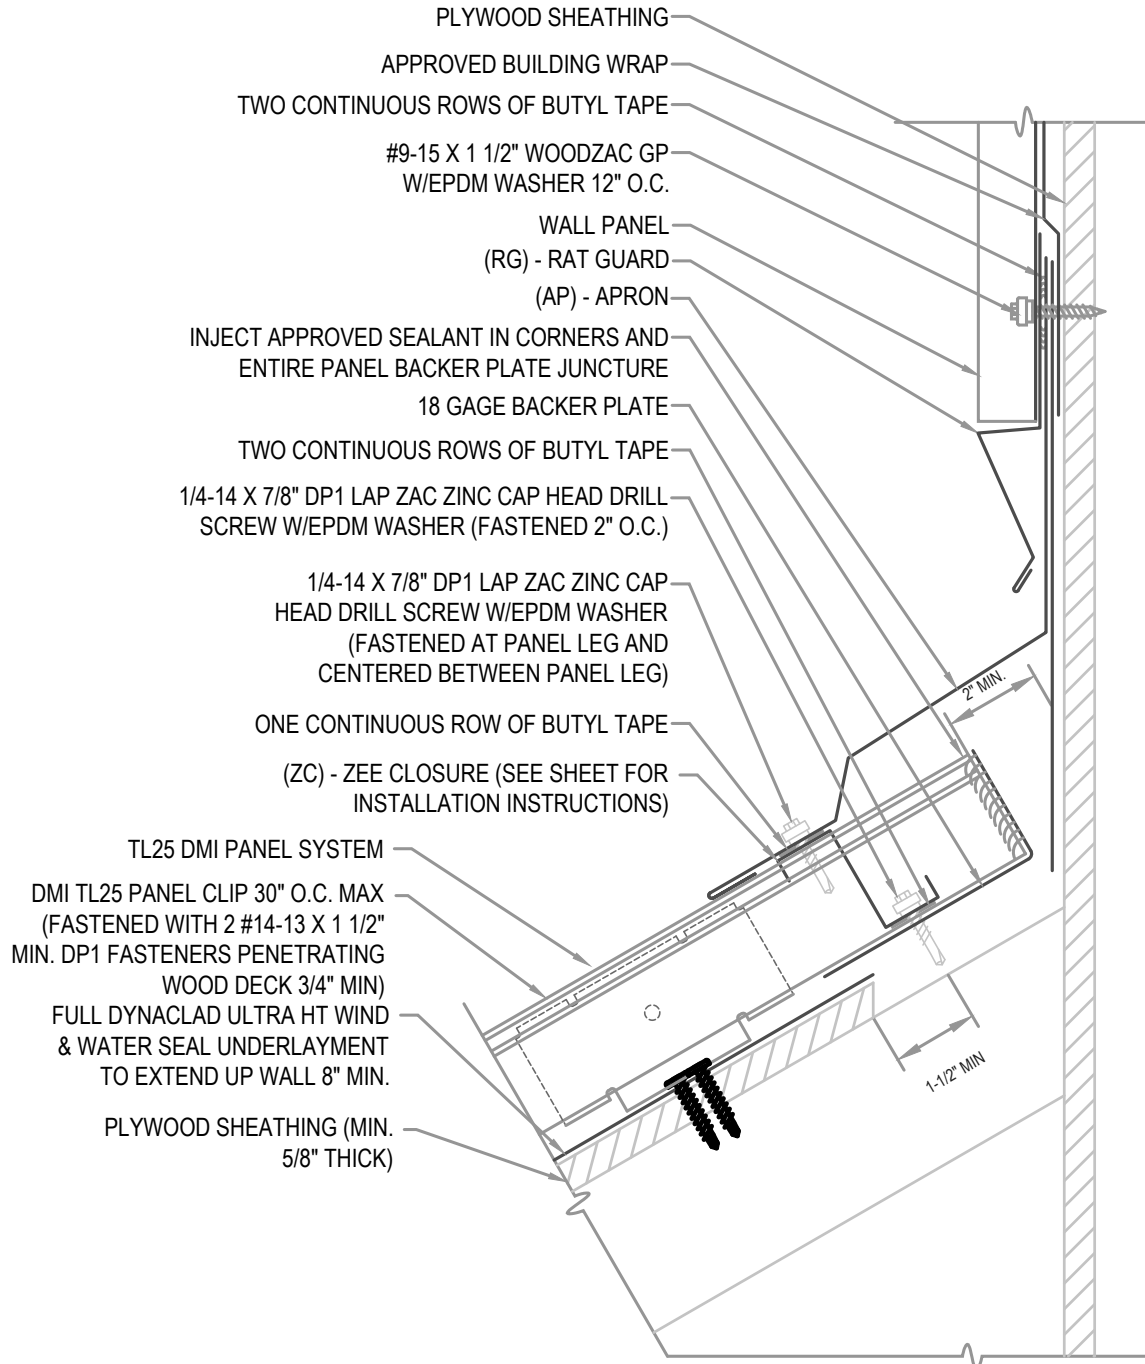 PLYWOOD SHEATHING
APPROVED BUILDING WRAP
TWO CONTINUOUS ROWS OF BUTYL TAPE
#9-15 X 1 1/2" WOODZAC GP
W/EPDM WASHER 12" O.C.
WALL PANEL
(RG) - RAT GUARD
(AP) - APRON
INJECT APPROVED SEALANT IN CORNERS AND
ENTIRE PANEL BACKER PLATE JUNCTURE
18 GAGE BACKER PLATE
TWO CONTINUOUS ROWS OF BUTYL TAPE
1/4-14 X 7/8" DP1 LAP ZAC ZINC CAP HEAD DRILL
SCREW W/EPDM WASHER (FASTENED 2" O.C.)
1/4-14 X 7/8" DP1 LAP ZAC ZINC CAP
HEAD DRILL SCREW W/EPDM WASHER
(FASTENED AT PANEL LEG AND
CENTERED BETWEEN PANEL LEG)
2" MIN.
ONE CONTINUOUS ROW OF BUTYL TAPE
(ZC) - ZEE CLOSURE (SEE SHEET FOR
INSTALLATION INSTRUCTIONS)
TL25 DMI PANEL SYSTEM
DMI TL25 PANEL CLIP 30" O.C. MAX
(FASTENED WITH 2 #14-13 X 1 1/2"
MIN. DP1 FASTENERS PENETRATING
WOOD DECK 3/4" MIN)
FULL DYNACLAD ULTRA HT WIND
& WATER SEAL UNDERLAYMENT
TO EXTEND UP WALL 8" MIN.
1-1/2" MIN
PLYWOOD SHEATHING (MIN.
5/8" THICK)